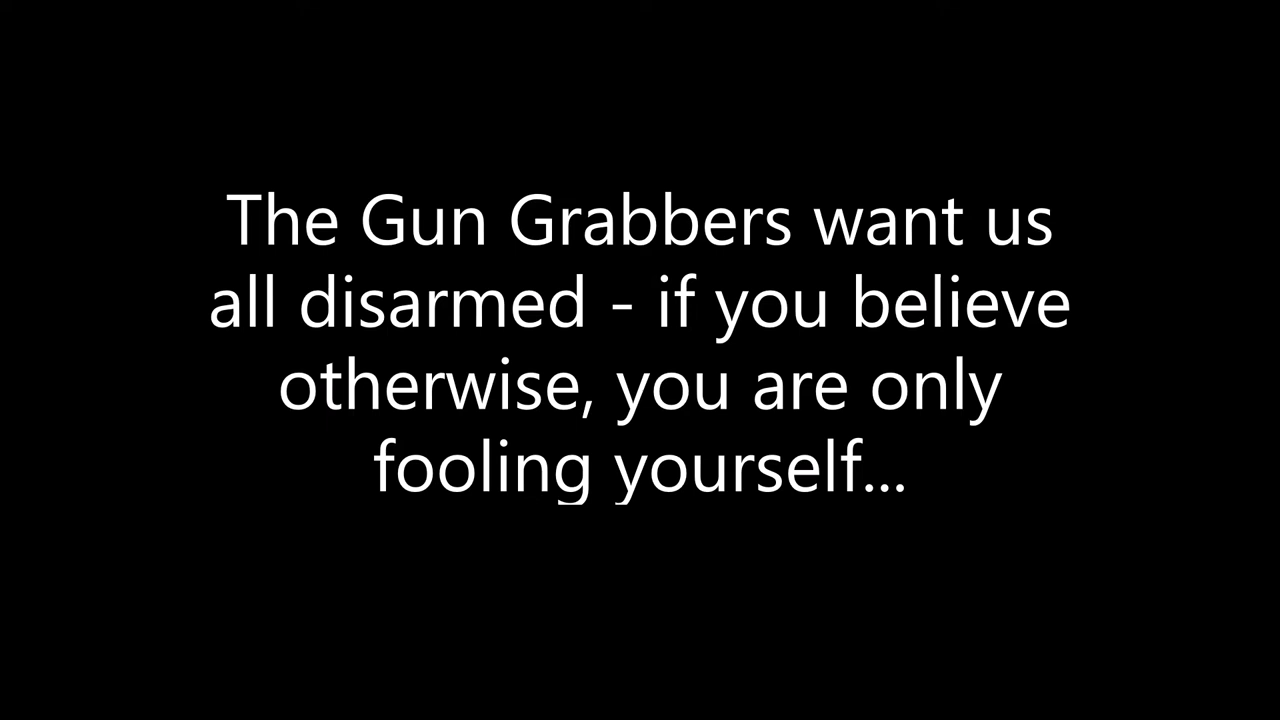 The Gun Grabbers want us
all disarmed - if you believe
otherwise, you are only
fooling yourself...